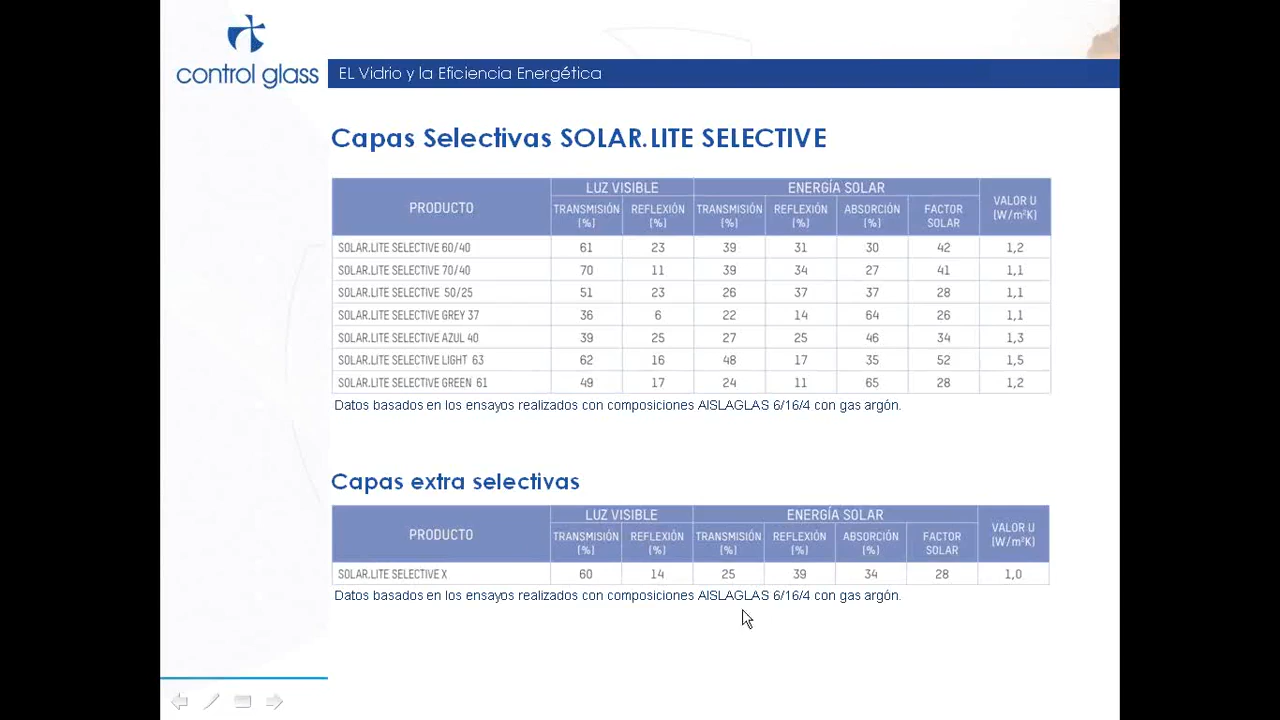 control glass
EL Vidrio y la Eficiencia Energética
Capas Selectivas SOLAR.LITE SELECTIVE
PRODUCTO LUZ VISIBLE ENERGÍA SOLAR VALOR U (W/m²K)
TRANSMISIÓN (%) REFLEXIÓN (%) TRANSMISIÓN (%) REFLEXIÓN (%) ABSORCIÓN (%) FACTOR SOLAR
SOLAR.LITE SELECTIVE 60/40 61 23 39 31 30 42 1,2
SOLAR.LITE SELECTIVE 70/40 70 11 39 34 27 41 1,1
SOLAR.LITE SELECTIVE 50/25 51 23 26 37 37 28 1,1
SOLAR.LITE SELECTIVE GREY 37 36 6 22 14 64 26 1,1
SOLAR.LITE SELECTIVE AZUL 40 39 25 27 25 46 34 1,3
SOLAR.LITE SELECTIVE LIGHT 63 62 16 48 17 35 52 1,5
SOLAR.LITE SELECTIVE GREEN 61 49 17 24 11 65 28 1,2
Datos basados en los ensayos realizados con composiciones AISLAGLAS 6/16/4 con gas argón.
Capas extra selectivas
PRODUCTO LUZ VISIBLE ENERGÍA SOLAR VALOR U (W/m²K)
TRANSMISIÓN (%) REFLEXIÓN (%) TRANSMISIÓN (%) REFLEXIÓN (%) ABSORCIÓN (%) FACTOR SOLAR
SOLAR.LITE SELECTIVE X 60 14 25 39 34 28 1,0
Datos basados en los ensayos realizados con composiciones AISLAGLAS 6/16/4 con gas argón.